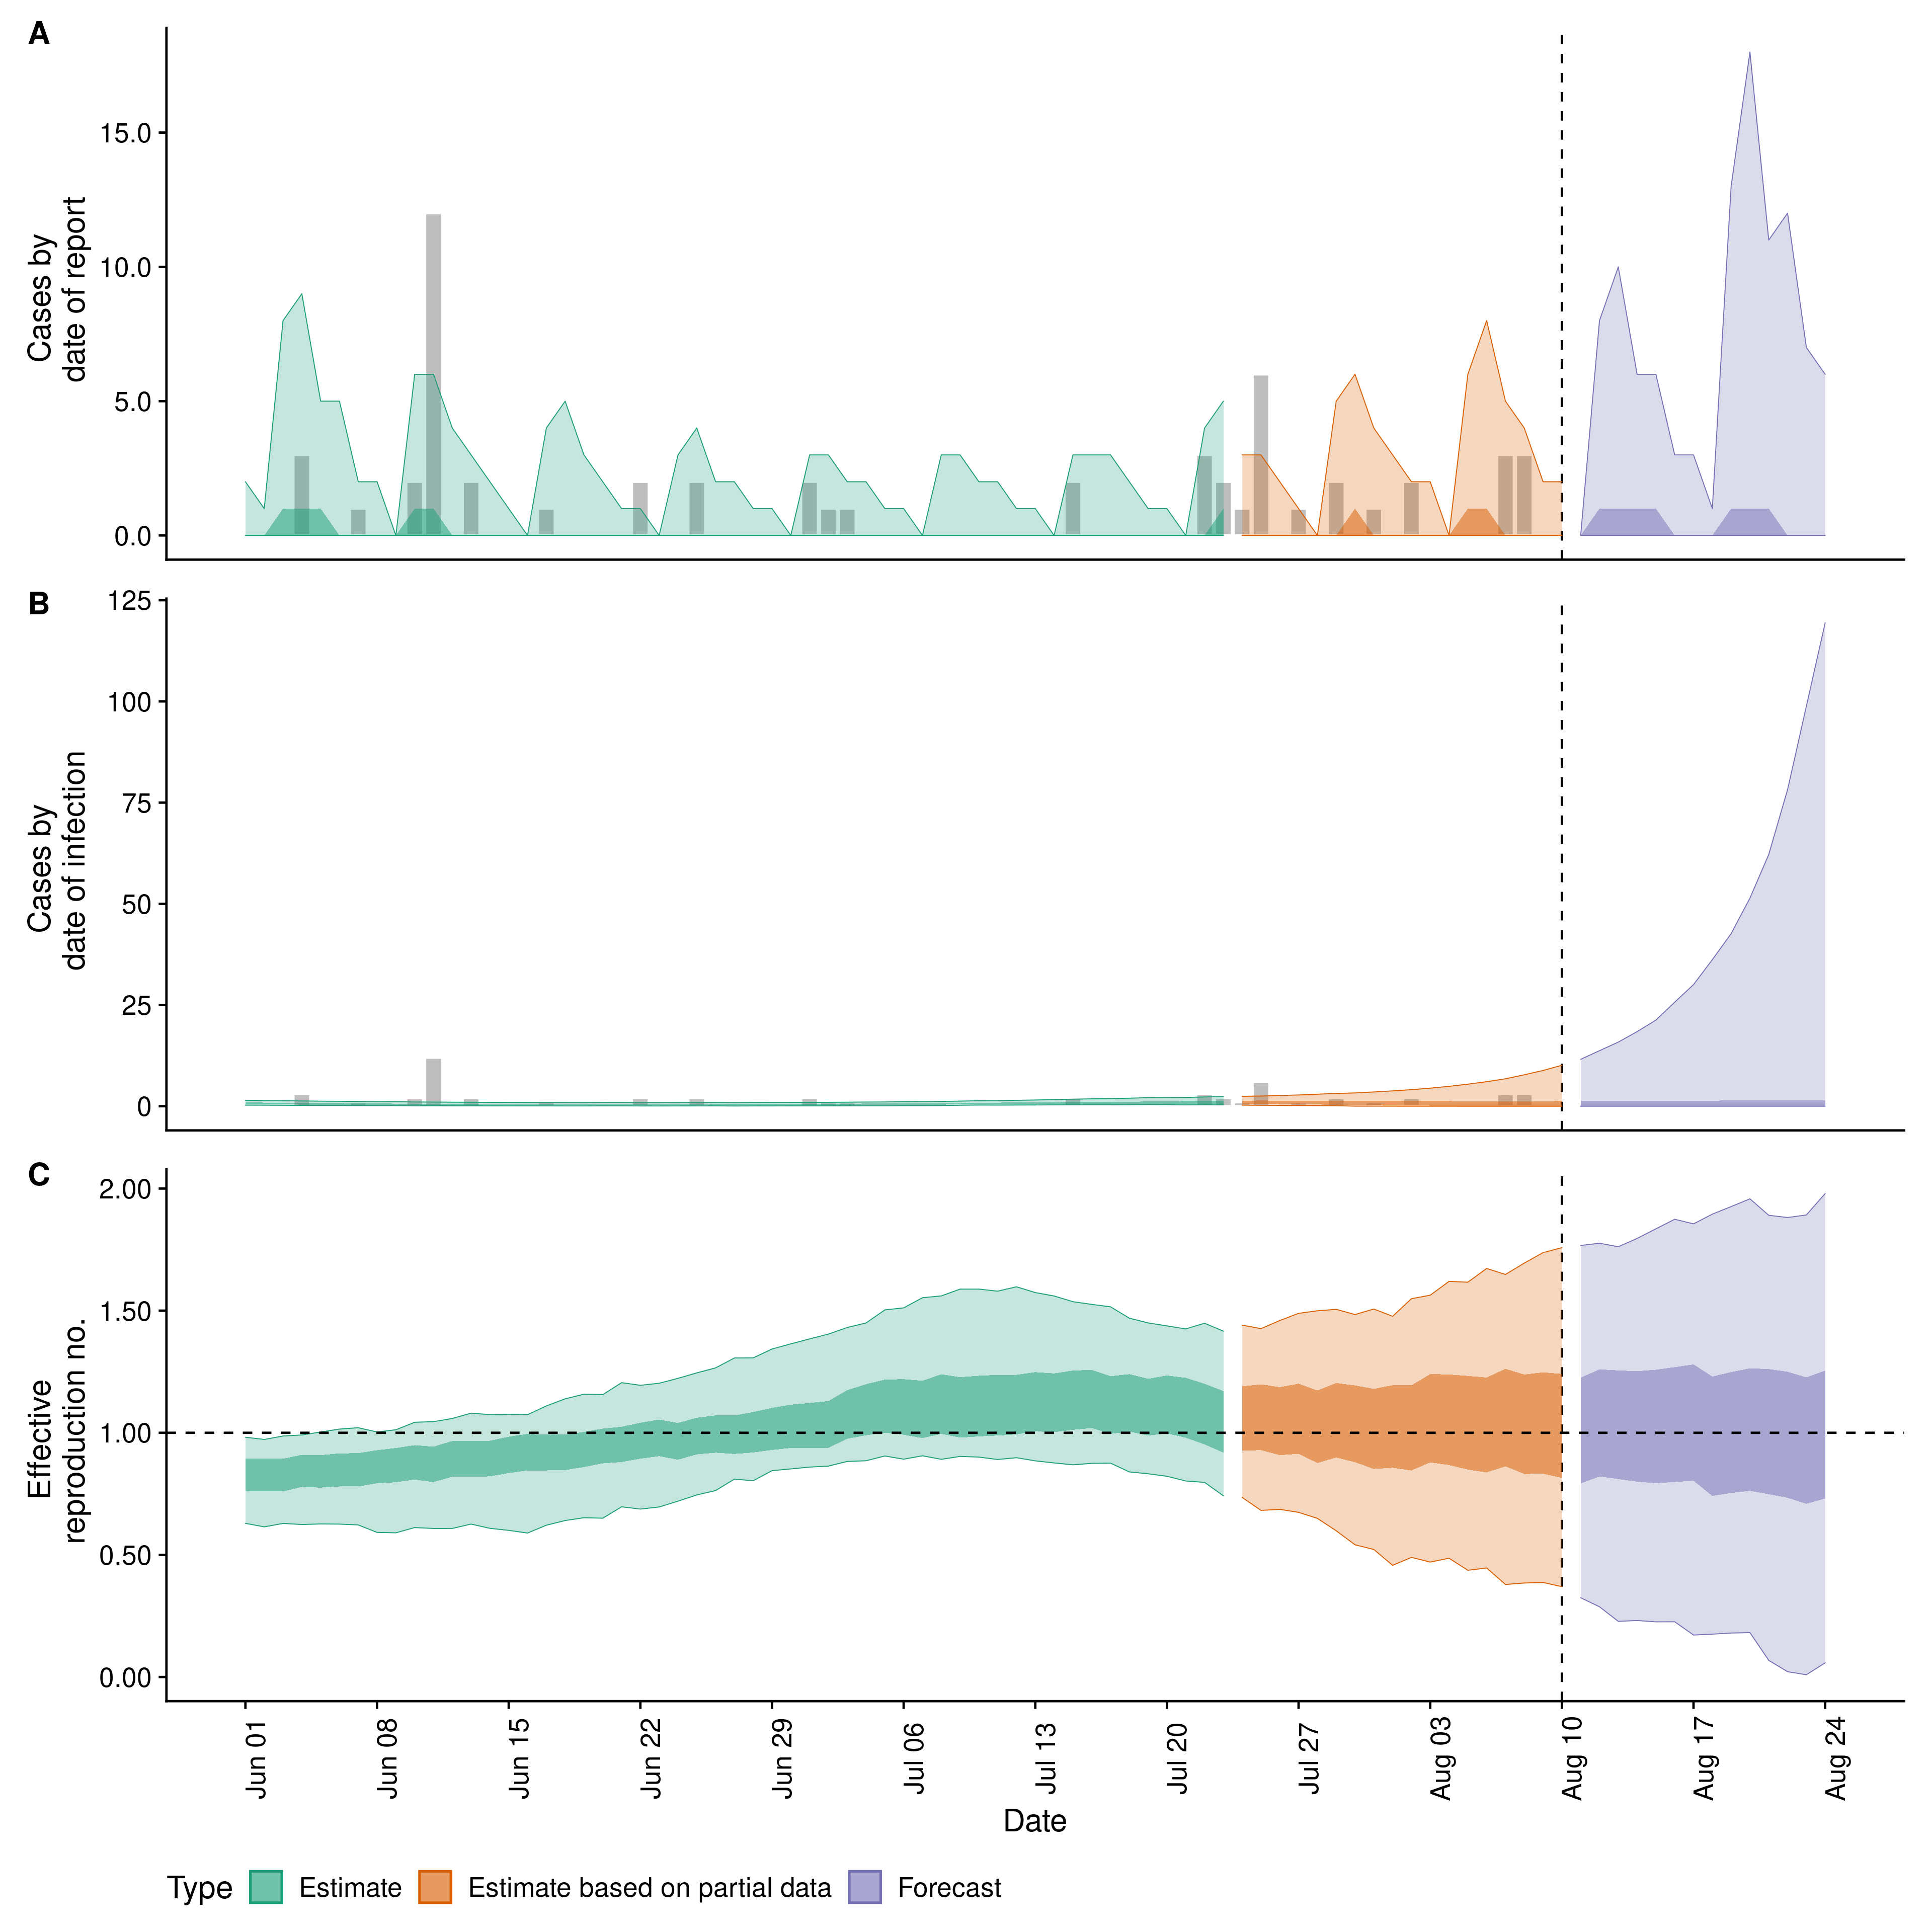 A
Cases by
date of report
15.0
10.0
5.0
0.0
B
Cases by
date of infection
125
100
75
50
25
0
C
Effective
reproduction no.
2.00
1.50
1.00
0.50
0.00
Jun 01
Jun 08
Jun 15
Jun 22
Jun 29
Jul 06
Jul 13
Jul 20
Jul 27
Aug 03
Aug 10
Aug 17
Aug 24
Date
Type Estimate Estimate based on partial data Forecast